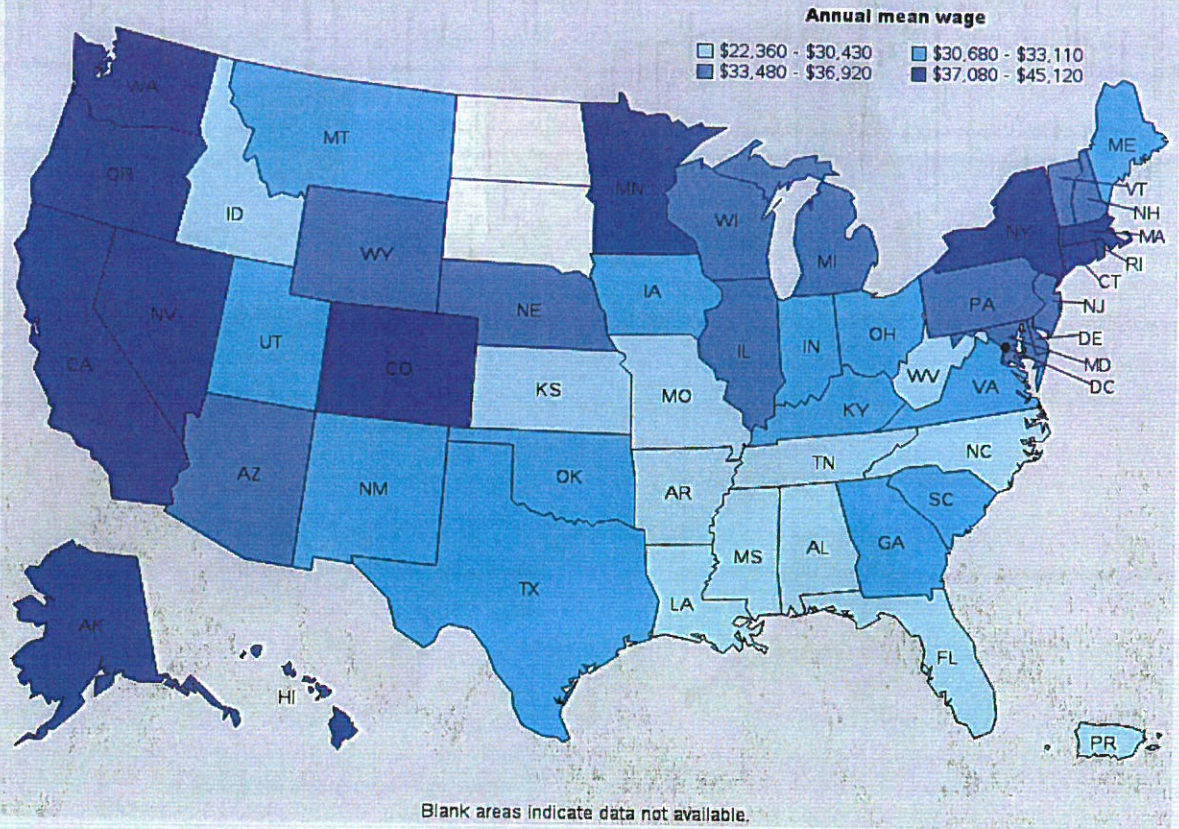 Annual mean wage
$22,360 - $30,430
$30,680 - $33,110
$33,480 - $36,920
$37,080 - $45,120
WA
MT
ME
OR
MN
VT
ID
WI
NH
NY
MA
WY
MI
RI
IA
CT
NE
PA
NJ
NV
UT
OH
DE
IL
IN
CA
CO
MD
WV
DC
KS
MO
VA
KY
NC
TN
AZ
OK
NM
AR
SC
GA
MS
AL
TX
LA
AK
FL
HI
PR
Blank areas indicate data not available.